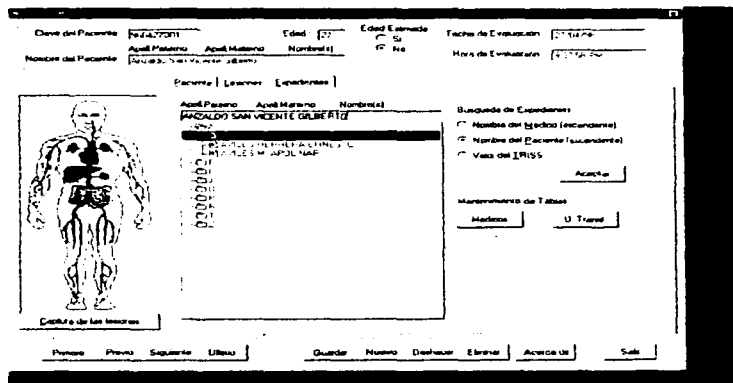 Clave del Paciente Edad 27 Edad Estimada Fecha de Evaluación
Si
No
Apell.Paterno Apell.Materno Nombre(s) Hora de Evaluación
Nombre del Paciente
Paciente Lesiones Expedientes
Apell.Paterno Apell.Materno Nombre(s)
ANZALDO SAN VICENTE GILBERTO
Busqueda de Expedientes
Nombre del Medico (ascendente)
Nombre del Paciente (ascendente)
Valor del TRISS
Aceptar
Mantenimiento de Tablas
Medicos U. Transf
Captura de las lesiones
Primero Previo Siguiente Ultimo Guardar Nuevo Deshacer Eliminar Acerca de Salir